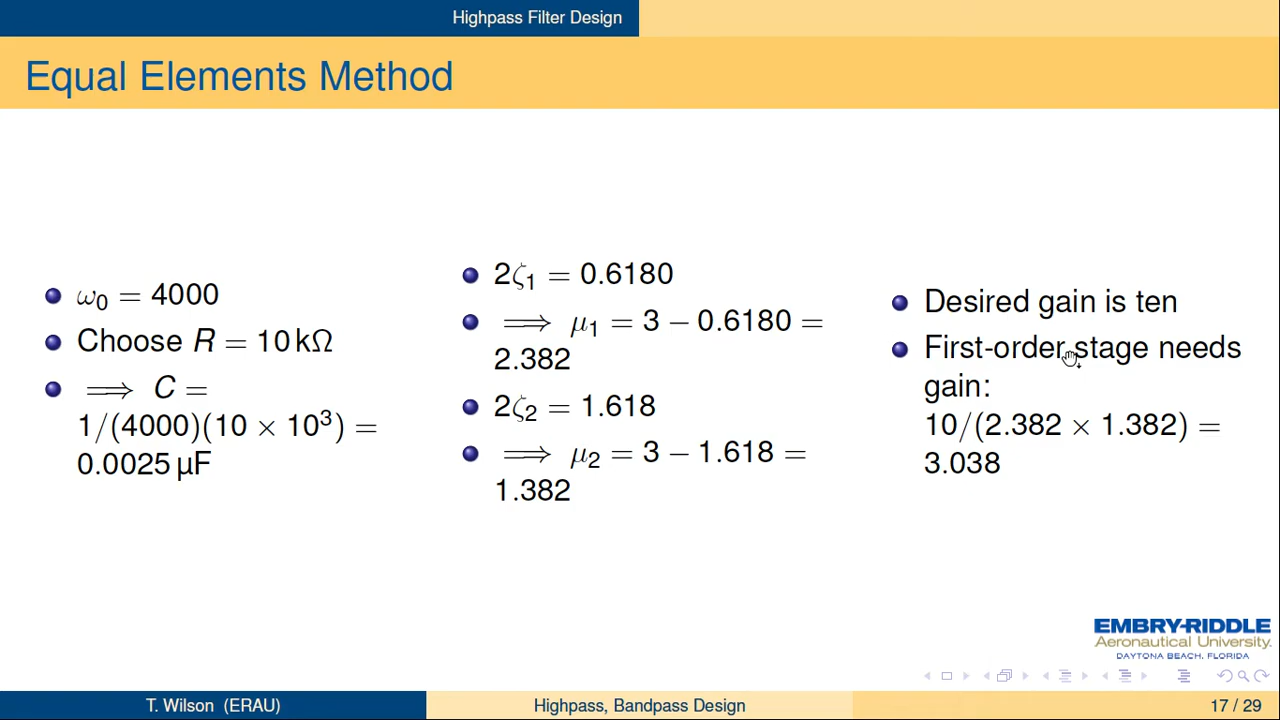 Highpass Filter Design
Equal Elements Method
ω₀ = 4000
Choose R = 10 kΩ
⟹ C =
1/(4000)(10 × 10³) =
0.0025 µF
2ζ₁ = 0.6180
⟹ μ₁ = 3 − 0.6180 =
2.382
2ζ₂ = 1.618
⟹ μ₂ = 3 − 1.618 =
1.382
Desired gain is ten
First-order stage needs
gain:
10/(2.382 × 1.382) =
3.038
EMBRY-RIDDLE
Aeronautical University.
DAYTONA BEACH, FLORIDA
T. Wilson (ERAU)
Highpass, Bandpass Design
17 / 29